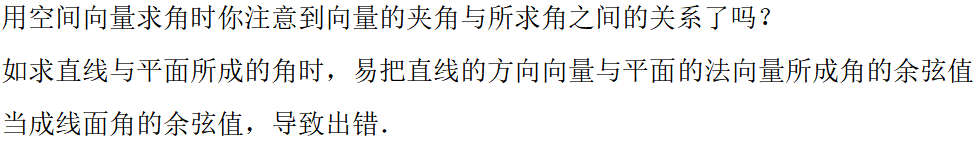 用空间向量求角时你注意到向量的夹角与所求角之间的关系了吗？
如求直线与平面所成的角时，易把直线的方向向量与平面的法向量所成角的余弦值
当成线面角的余弦值，导致出错．